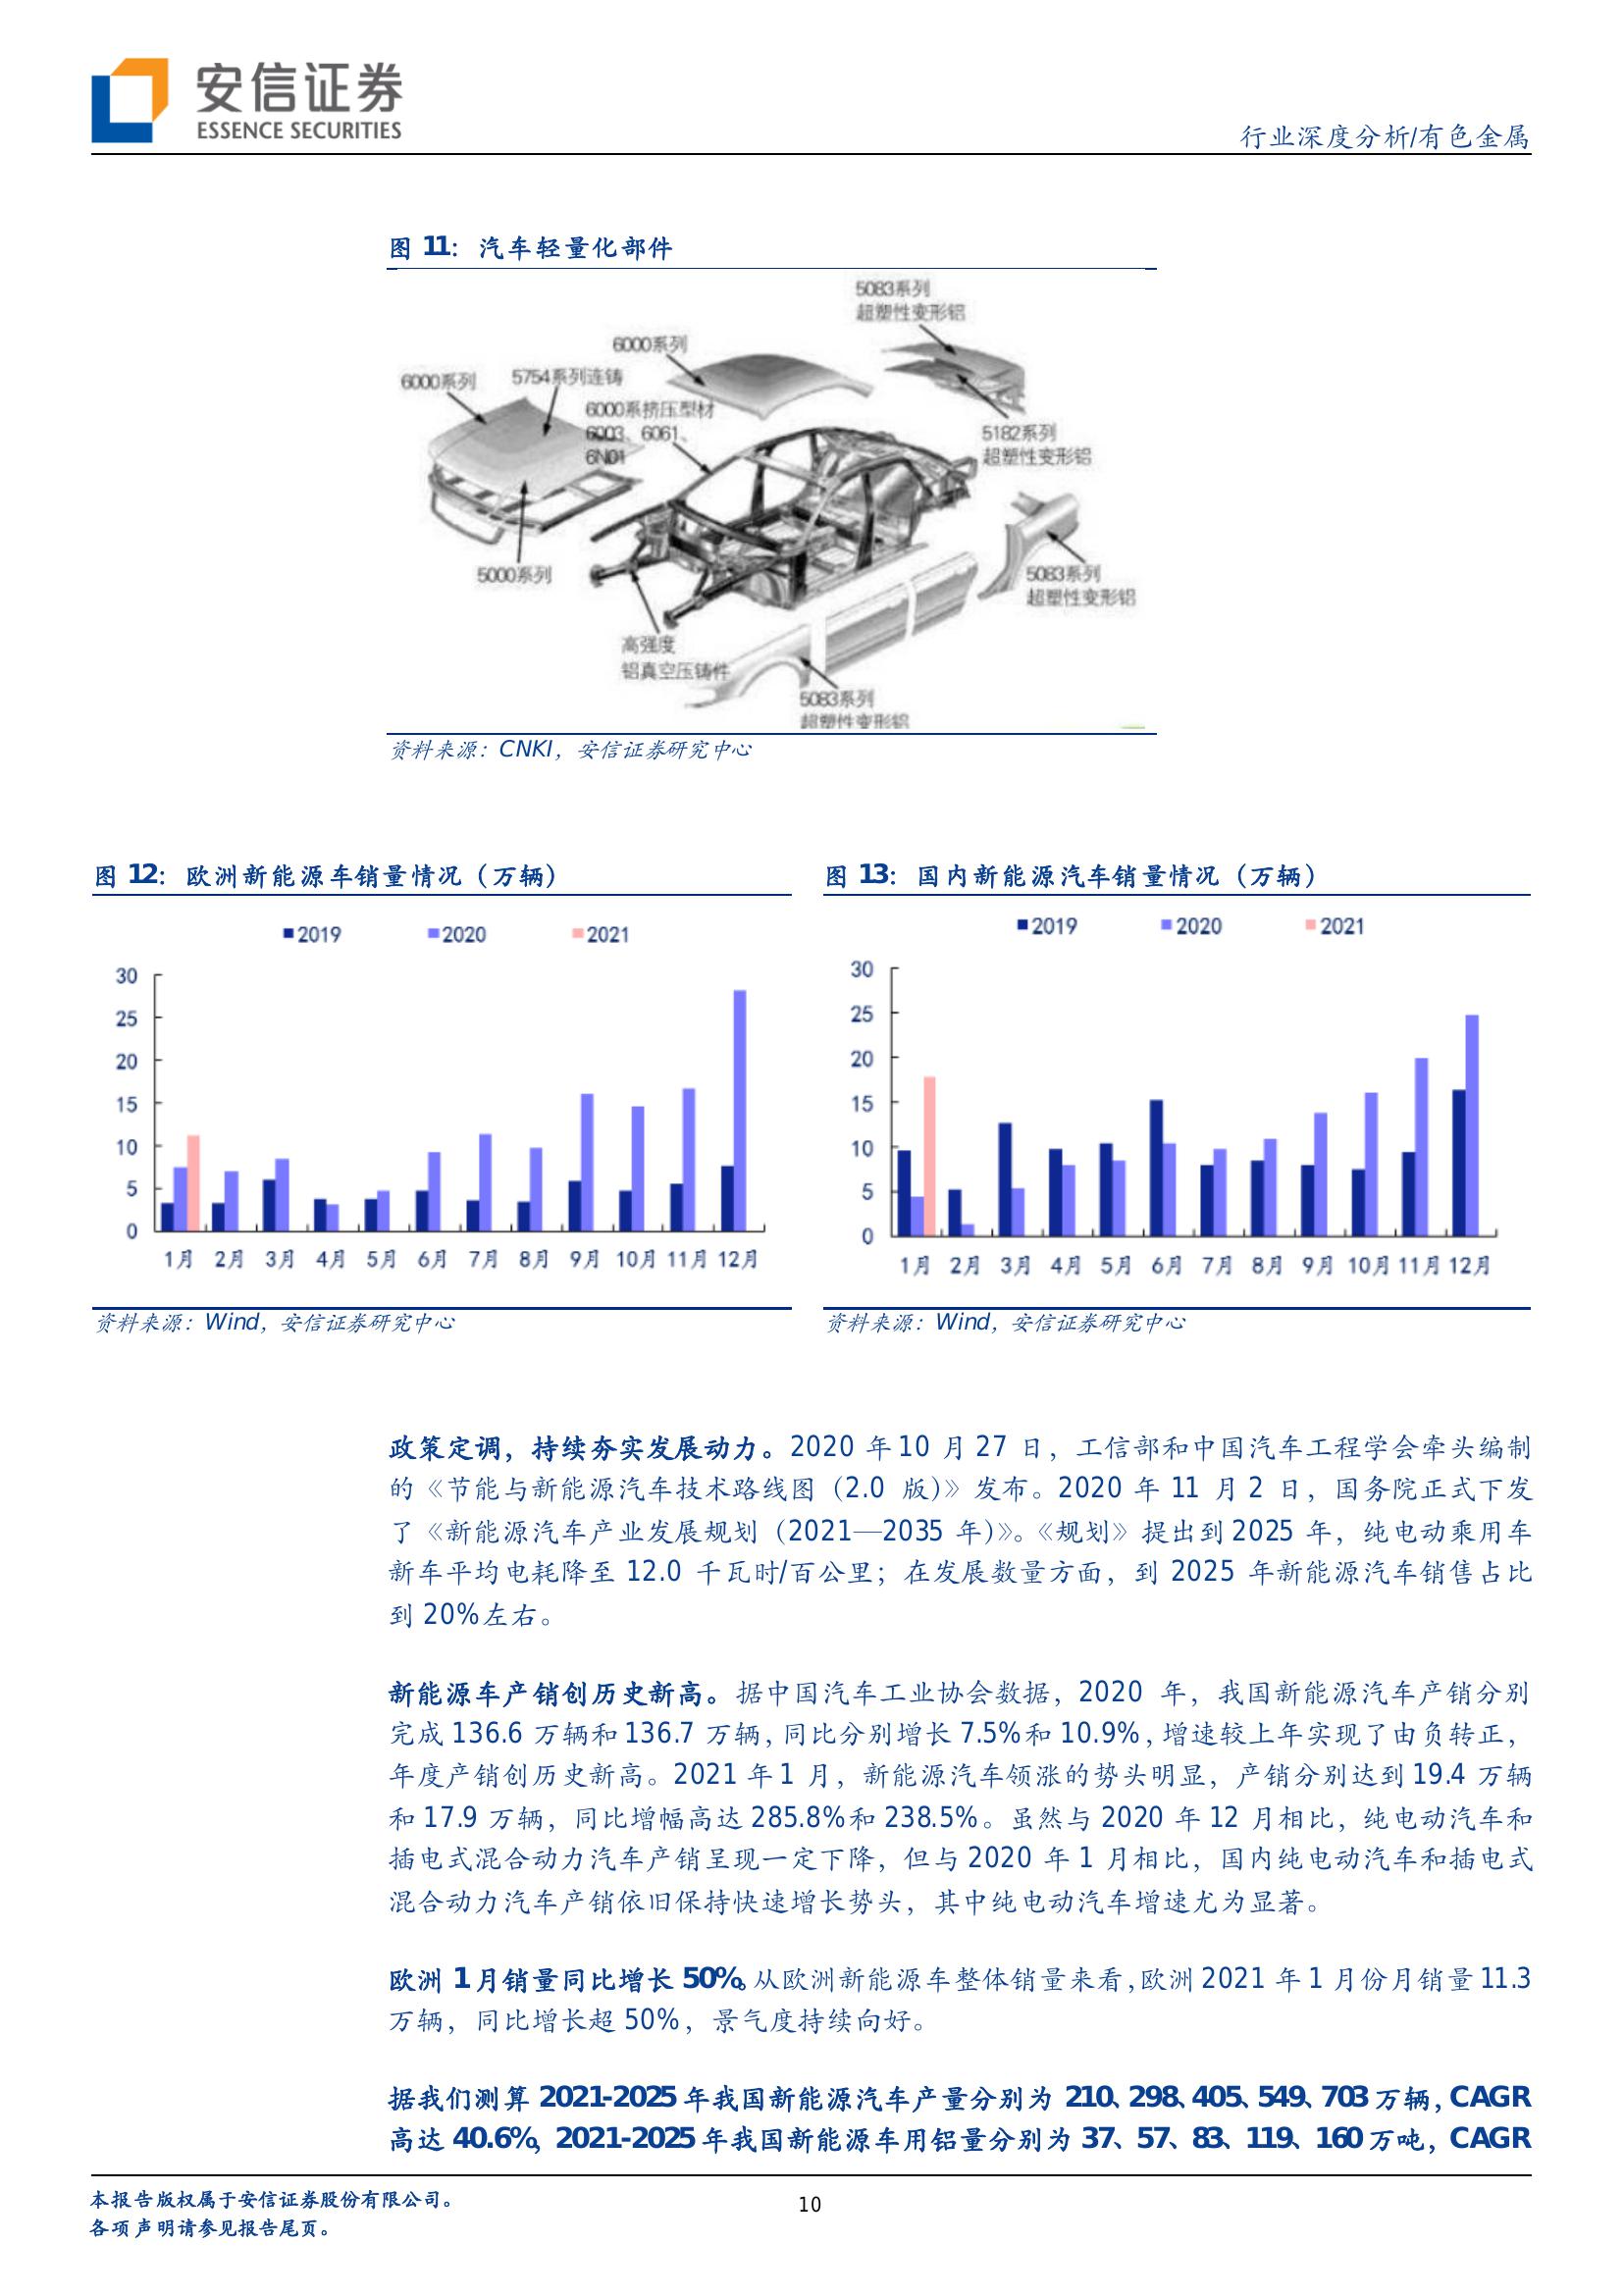 安信证券
ESSENCE SECURITIES
行业深度分析/有色金属
图 11：汽车轻量化部件
5083系列
超塑性变形铝
6000系列
6000系列
5754系列连铸
6000系挤压型材
6003、6061、
6N01
5182系列
超塑性变形铝
5000系列
5083系列
超塑性变形铝
高强度
铝真空压铸件
5083系列
超塑性变形铝
资料来源：CNKI，安信证券研究中心
图 12：欧洲新能源车销量情况（万辆）
2019 2020 2021
30
25
20
15
10
5
0
1月 2月 3月 4月 5月 6月 7月 8月 9月 10月 11月 12月
资料来源：Wind，安信证券研究中心
图 13：国内新能源汽车销量情况（万辆）
2019 2020 2021
30
25
20
15
10
5
0
1月 2月 3月 4月 5月 6月 7月 8月 9月 10月 11月 12月
资料来源：Wind，安信证券研究中心
政策定调，持续夯实发展动力。2020 年 10 月 27 日，工信部和中国汽车工程学会牵头编制
的《节能与新能源汽车技术路线图（2.0 版）》发布。2020 年 11 月 2 日，国务院正式下发
了《新能源汽车产业发展规划（2021—2035 年）》。《规划》提出到 2025 年，纯电动乘用车
新车平均电耗降至 12.0 千瓦时/百公里；在发展数量方面，到 2025 年新能源汽车销售占比
到 20%左右。
新能源车产销创历史新高。据中国汽车工业协会数据，2020 年，我国新能源汽车产销分别
完成 136.6 万辆和 136.7 万辆，同比分别增长 7.5%和 10.9%，增速较上年实现了由负转正，
年度产销创历史新高。2021 年 1 月，新能源汽车领涨的势头明显，产销分别达到 19.4 万辆
和 17.9 万辆，同比增幅高达 285.8%和 238.5%。虽然与 2020 年 12 月相比，纯电动汽车和
插电式混合动力汽车产销呈现一定下降，但与 2020 年 1 月相比，国内纯电动汽车和插电式
混合动力汽车产销依旧保持快速增长势头，其中纯电动汽车增速尤为显著。
欧洲 1 月销量同比增长 50%。从欧洲新能源车整体销量来看，欧洲 2021 年 1 月份月销量 11.3
万辆，同比增长超 50%，景气度持续向好。
据我们测算 2021-2025 年我国新能源汽车产量分别为 210、298、405、549、703 万辆，CAGR
高达 40.6%，2021-2025 年我国新能源车用铝量分别为 37、57、83、119、160 万吨，CAGR
本报告版权属于安信证券股份有限公司。
各项声明请参见报告尾页。
10